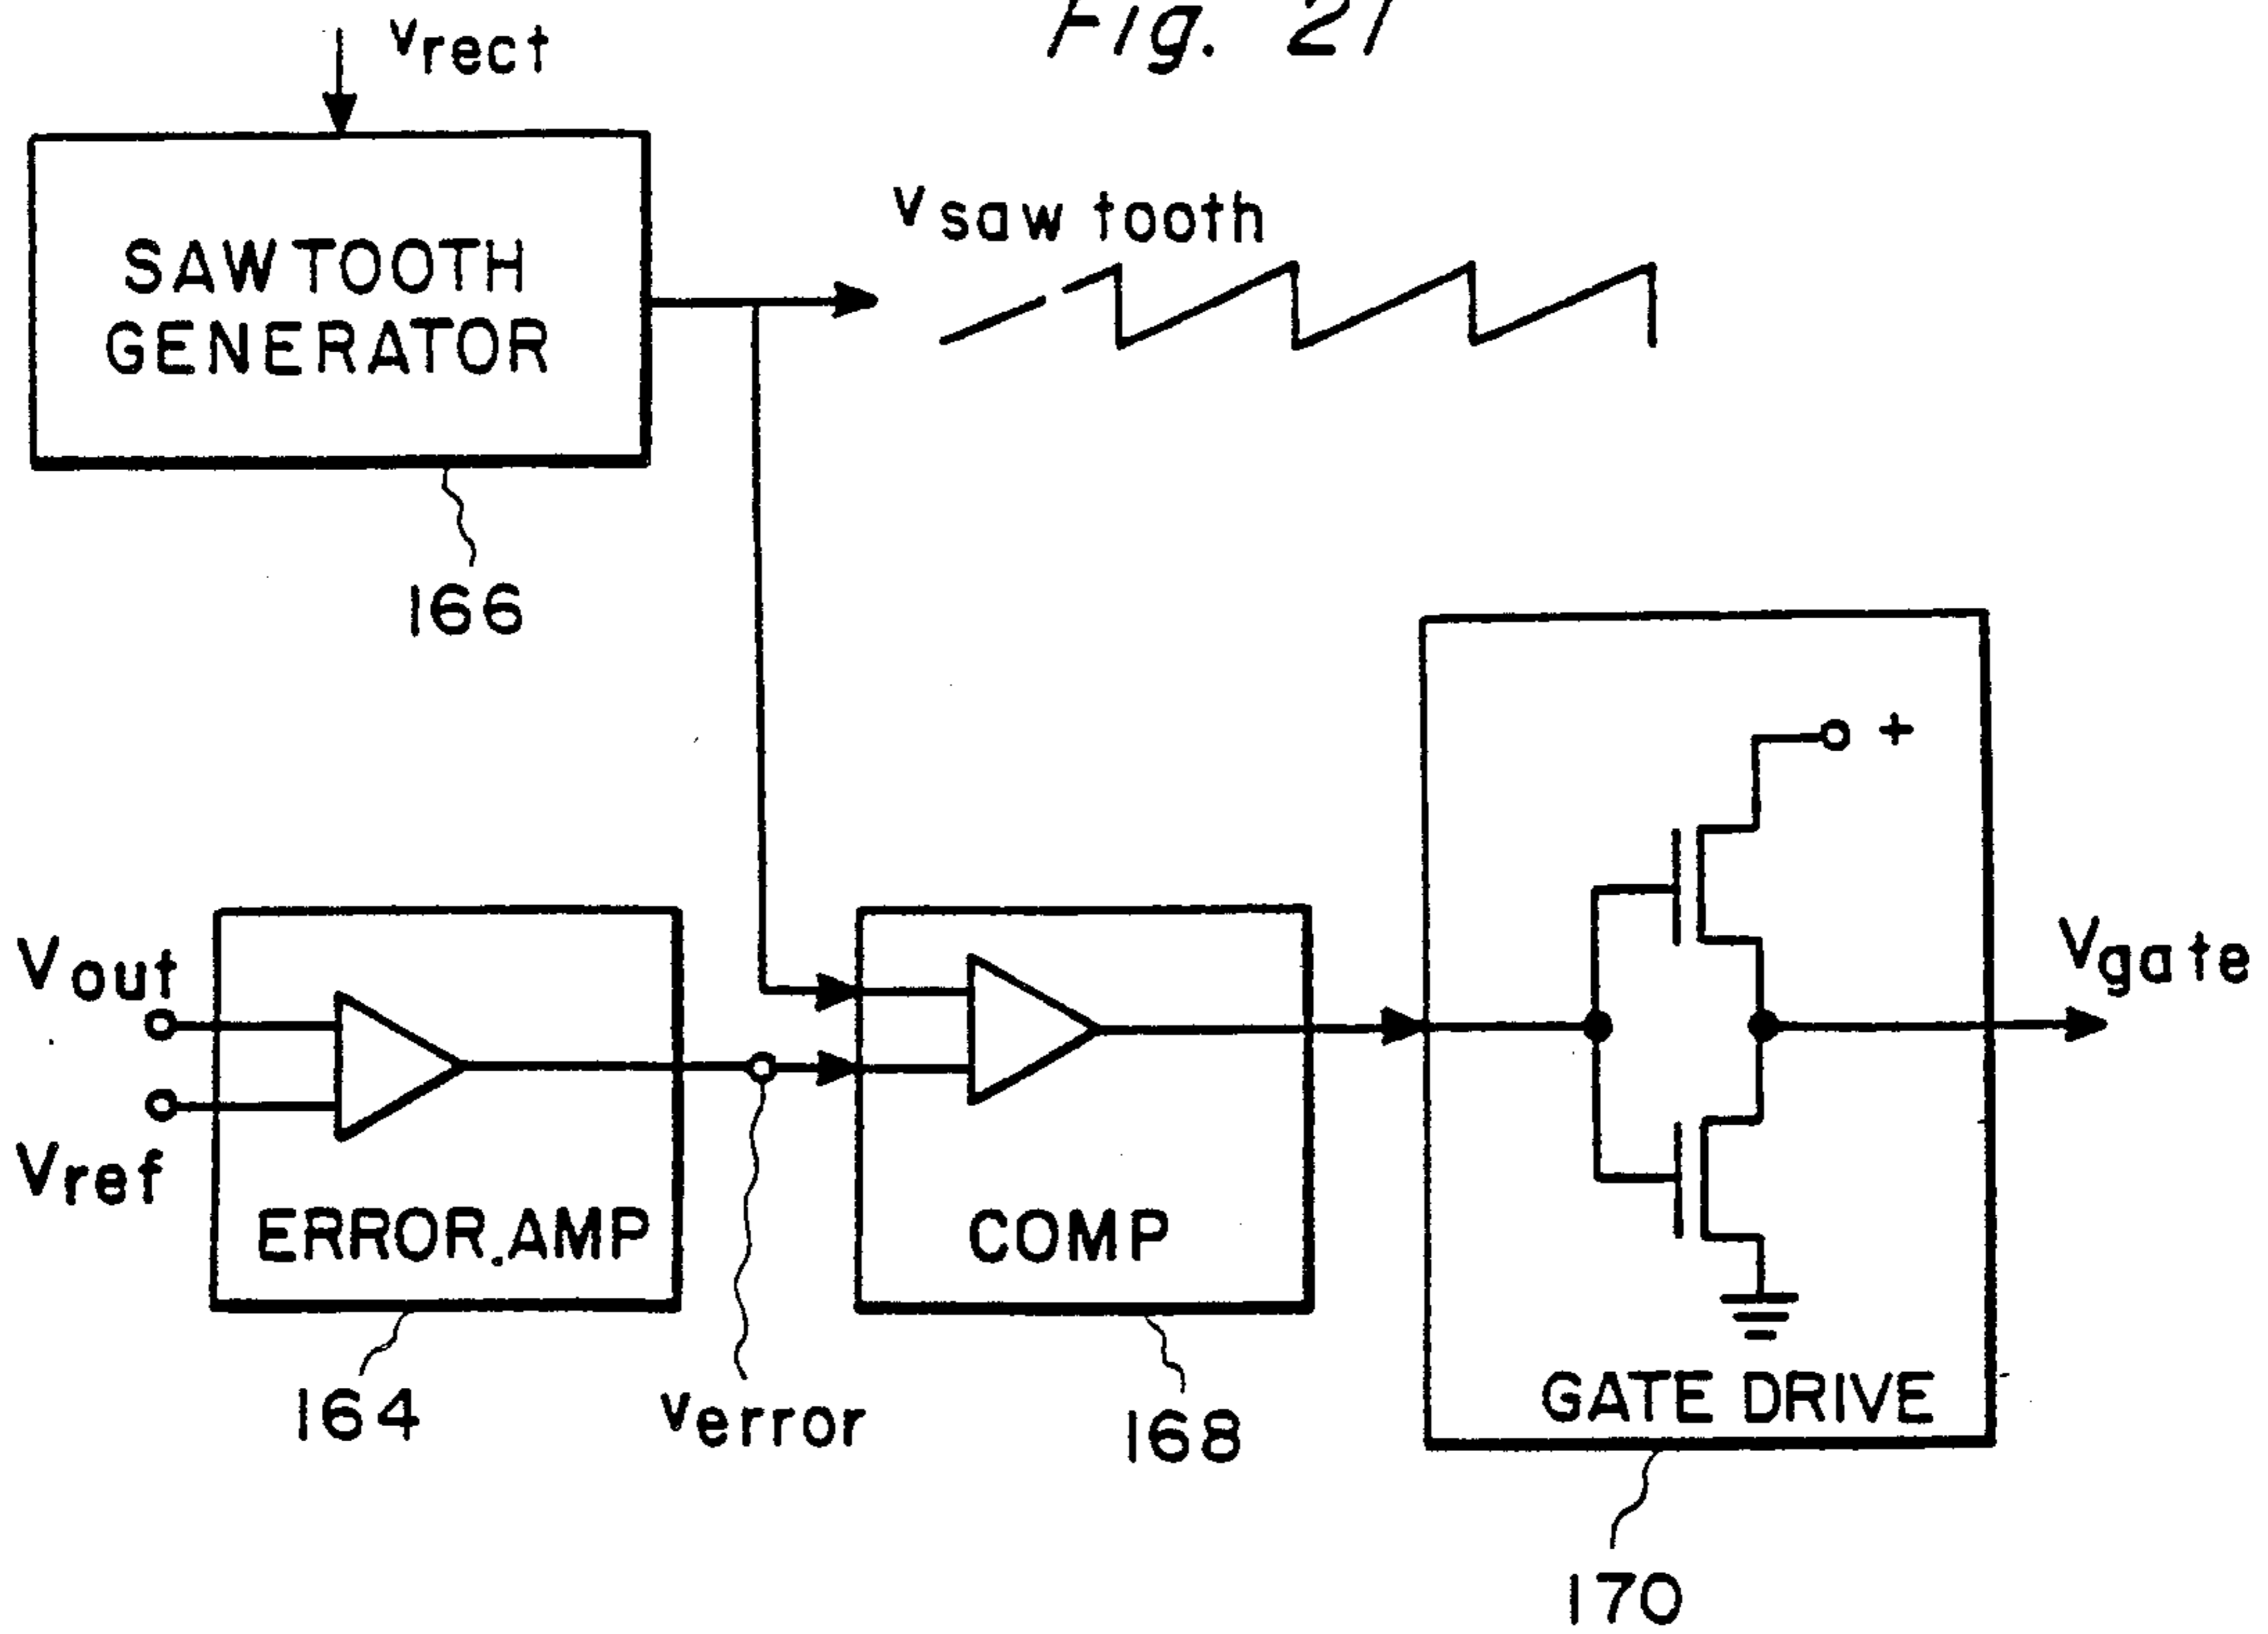 Fig. 21
vrect
SAWTOOTH
GENERATOR
vsaw tooth
166
+
Vout
Vref
ERROR.AMP
COMP
Vgate
GATE DRIVE
164
verror
168
170